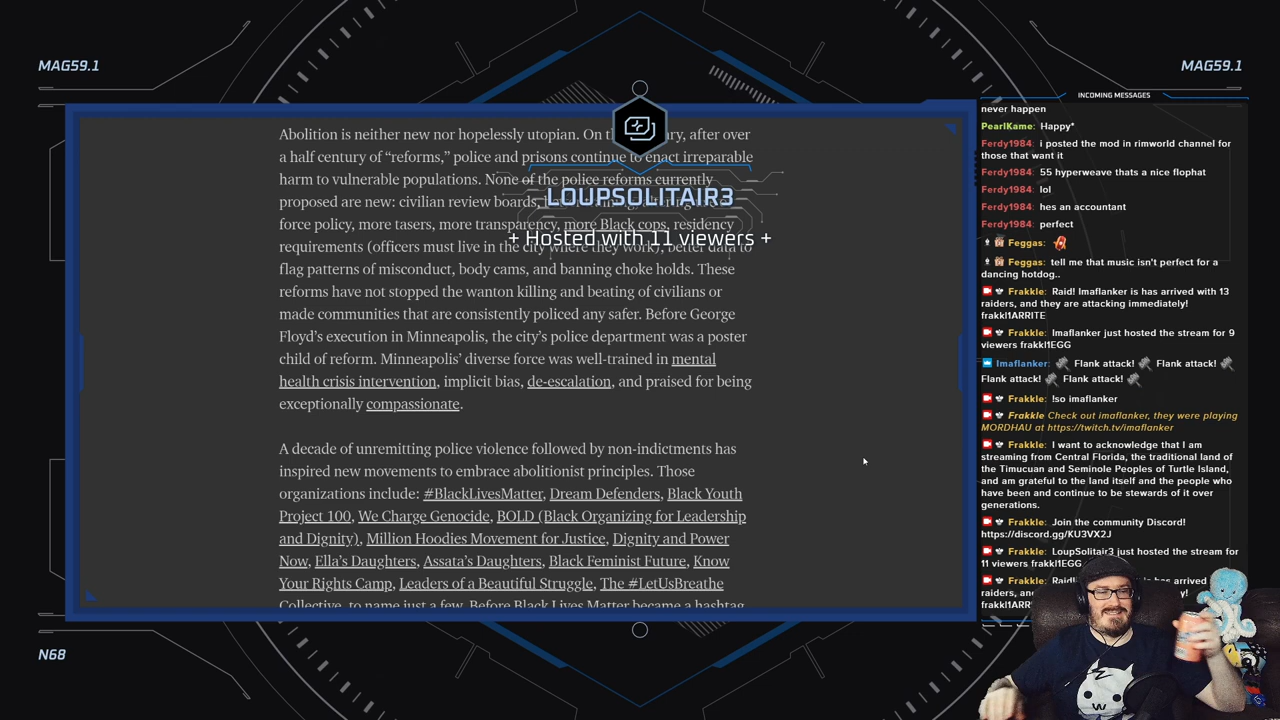 MAG59.1
MAG59.1
INCOMING MESSAGES
Abolition is neither new nor hopelessly utopian. On after over
a half century of “reforms,” police and prisons continue to enact irreparable
harm to vulnerable populations. None of the police reforms currently
proposed are new: civilian review boards,
force policy, more tasers, more transparency, more Black cops, residency
requirements (officers must live in the city where they work), better data to
flag patterns of misconduct, body cams, and banning choke holds. These
reforms have not stopped the wanton killing and beating of civilians or
made communities that are consistently policed any safer. Before George
Floyd’s execution in Minneapolis, the city’s police department was a poster
child of reform. Minneapolis’ diverse force was well-trained in mental
health crisis intervention, implicit bias, de-escalation, and praised for being
exceptionally compassionate.
A decade of unremitting police violence followed by non-indictments has
inspired new movements to embrace abolitionist principles. Those
organizations include: #BlackLivesMatter, Dream Defenders, Black Youth
Project 100, We Charge Genocide, BOLD (Black Organizing for Leadership
and Dignity), Million Hoodies Movement for Justice, Dignity and Power
Now, Ella’s Daughters, Assata’s Daughters, Black Feminist Future, Know
Your Rights Camp, Leaders of a Beautiful Struggle, The #LetUsBreathe
Collective, to name just a few. Before Black Lives Matter became a hashtag
LOUPSOLITAIR3
+ Hosted with 11 viewers +
never happen
PearlKame: Happy*
Ferdy1984: i posted the mod in rimworld channel for
those that want it
Ferdy1984: 55 hyperweave thats a nice flophat
Ferdy1984: lol
Ferdy1984: hes an accountant
Ferdy1984: perfect
Feggas:
Feggas: tell me that music isn't perfect for a
dancing hotdog..
Frakkle: Raid! Imaflanker is has arrived with 13
raiders, and they are attacking immediately!
frakkl1ARRITE
Frakkle: Imaflanker just hosted the stream for 9
viewers frakkl1EGG
Imaflanker: Flank attack! Flank attack!
Flank attack! Flank attack!
Frakkle: !so imaflanker
Frakkle Check out imaflanker, they were playing
MORDHAU at https://twitch.tv/imaflanker
Frakkle: I want to acknowledge that I am
streaming from Central Florida, the traditional land of
the Timucuan and Seminole Peoples of Turtle Island,
and am grateful to the land itself and the people who
have been and continue to be stewards of it over
generations.
Frakkle: Join the community Discord!
https://discord.gg/KU3VX2J
Frakkle: LoupSolitair3 just hosted the stream for
11 viewers frakkl1EGG
Frakkle: Raid! has arrived
raiders, an
frakkl1ARR
N68